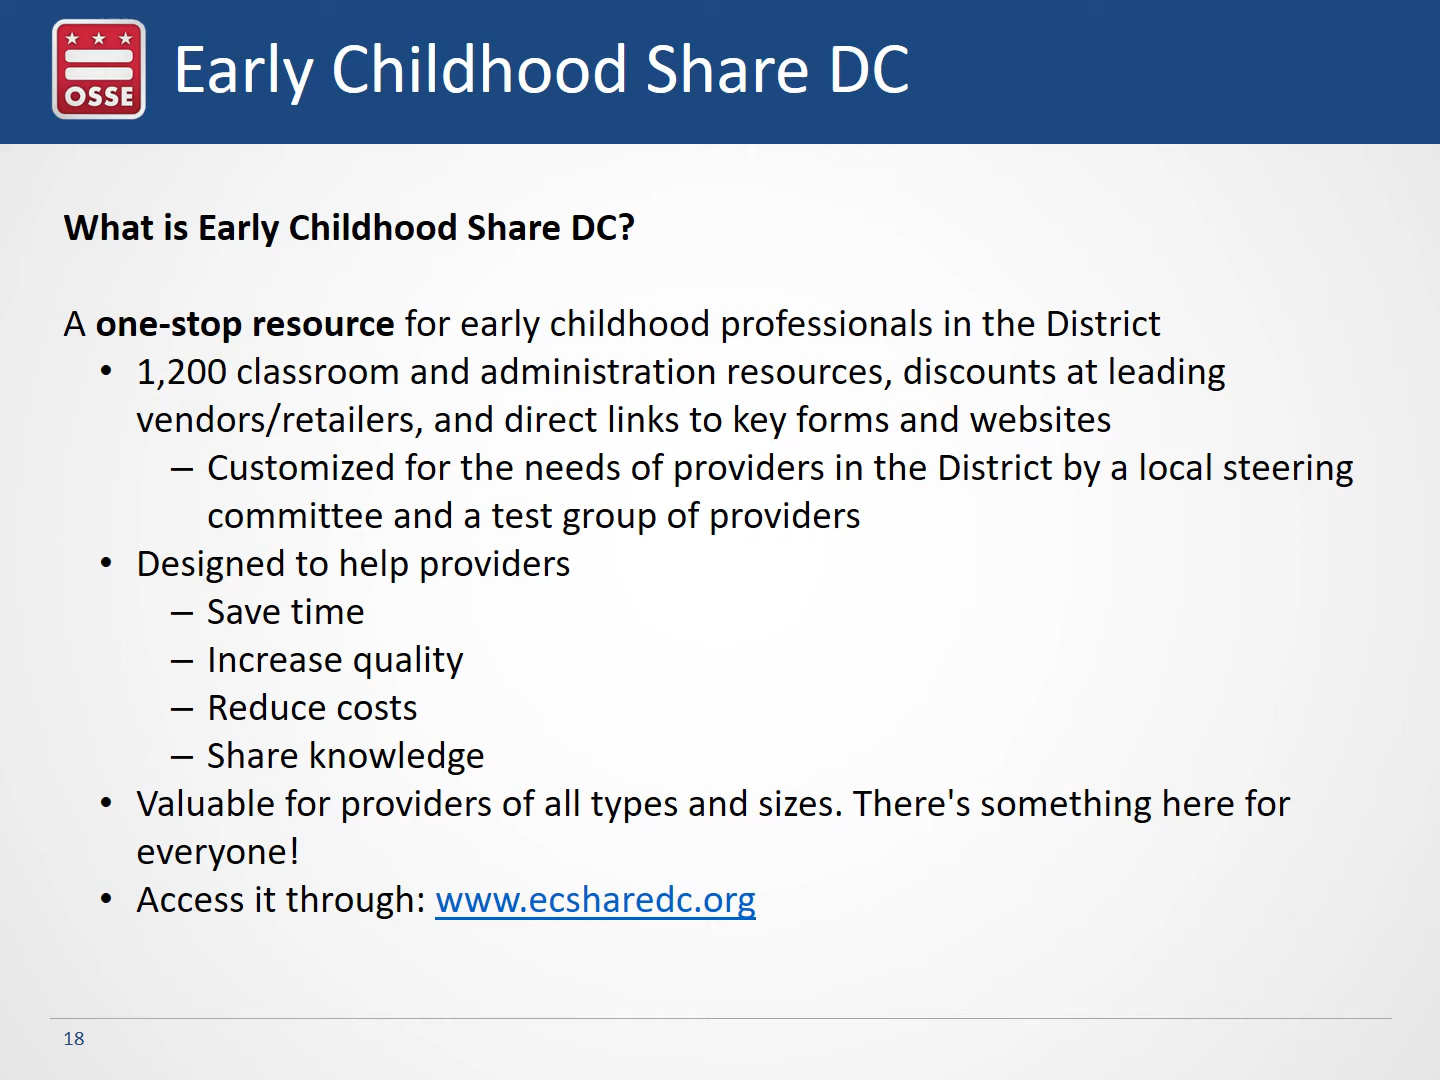 OSSE
Early Childhood Share DC
What is Early Childhood Share DC?
A one-stop resource for early childhood professionals in the District
• 1,200 classroom and administration resources, discounts at leading
vendors/retailers, and direct links to key forms and websites
– Customized for the needs of providers in the District by a local steering
committee and a test group of providers
• Designed to help providers
– Save time
– Increase quality
– Reduce costs
– Share knowledge
• Valuable for providers of all types and sizes. There's something here for
everyone!
• Access it through: www.ecsharedc.org
18